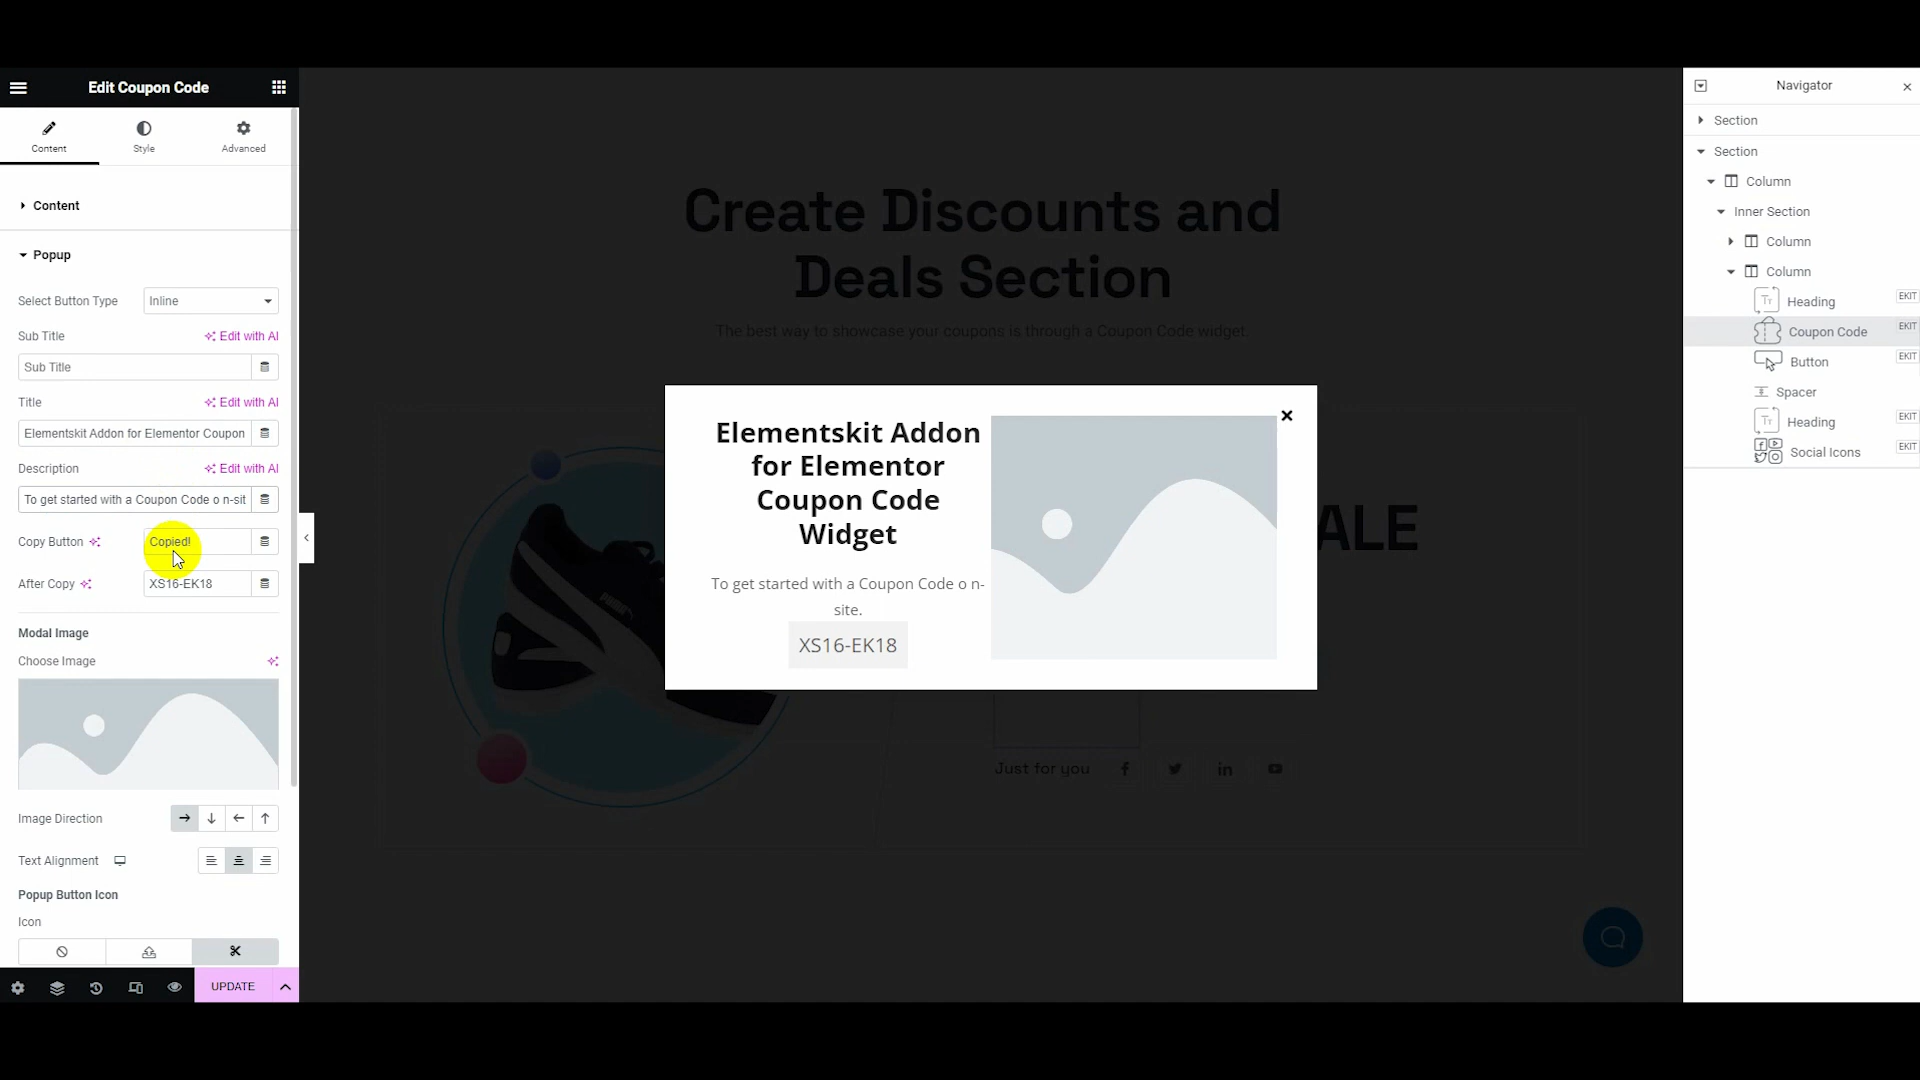 Edit Coupon Code
Content
Style
Advanced
Content
Popup
Select Button Type
Inline
Sub Title
Edit with AI
Sub Title
Title
Edit with AI
Elementskit Addon for Elementor Coupon
Description
Edit with AI
To get started with a Coupon Code o n-sit
Copy Button
Copied!
After Copy
XS16-EK18
Modal Image
Choose Image
Image Direction
Text Alignment
Popup Button Icon
Icon
UPDATE
Create Discounts and
Deals Section
The best way to showcase your coupons is through a Coupon Code widget
Elementskit Addon
for Elementor
Coupon Code
Widget
To get started with a Coupon Code o n-
site.
XS16-EK18
ALE
Just for you
Navigator
Section
Section
Column
Inner Section
Column
Column
Heading
EKIT
Coupon Code
EKIT
Button
EKIT
Spacer
Heading
EKIT
Social Icons
EKIT